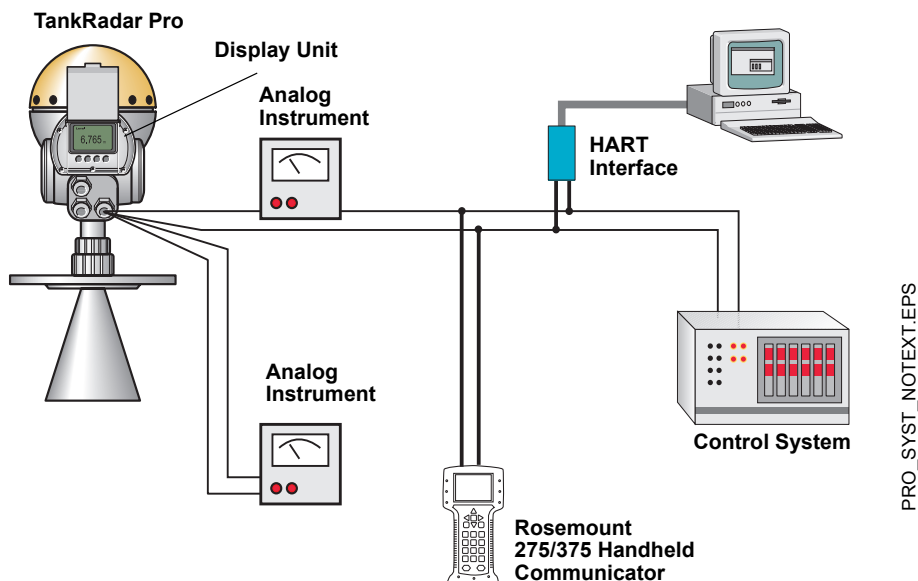 TankRadar Pro
Display Unit
Analog
Instrument
6,765
HART
Interface
Analog
Instrument
Control System
Rosemount
275/375 Handheld
Communicator
PRO_SYST_NOTEXT.EPS